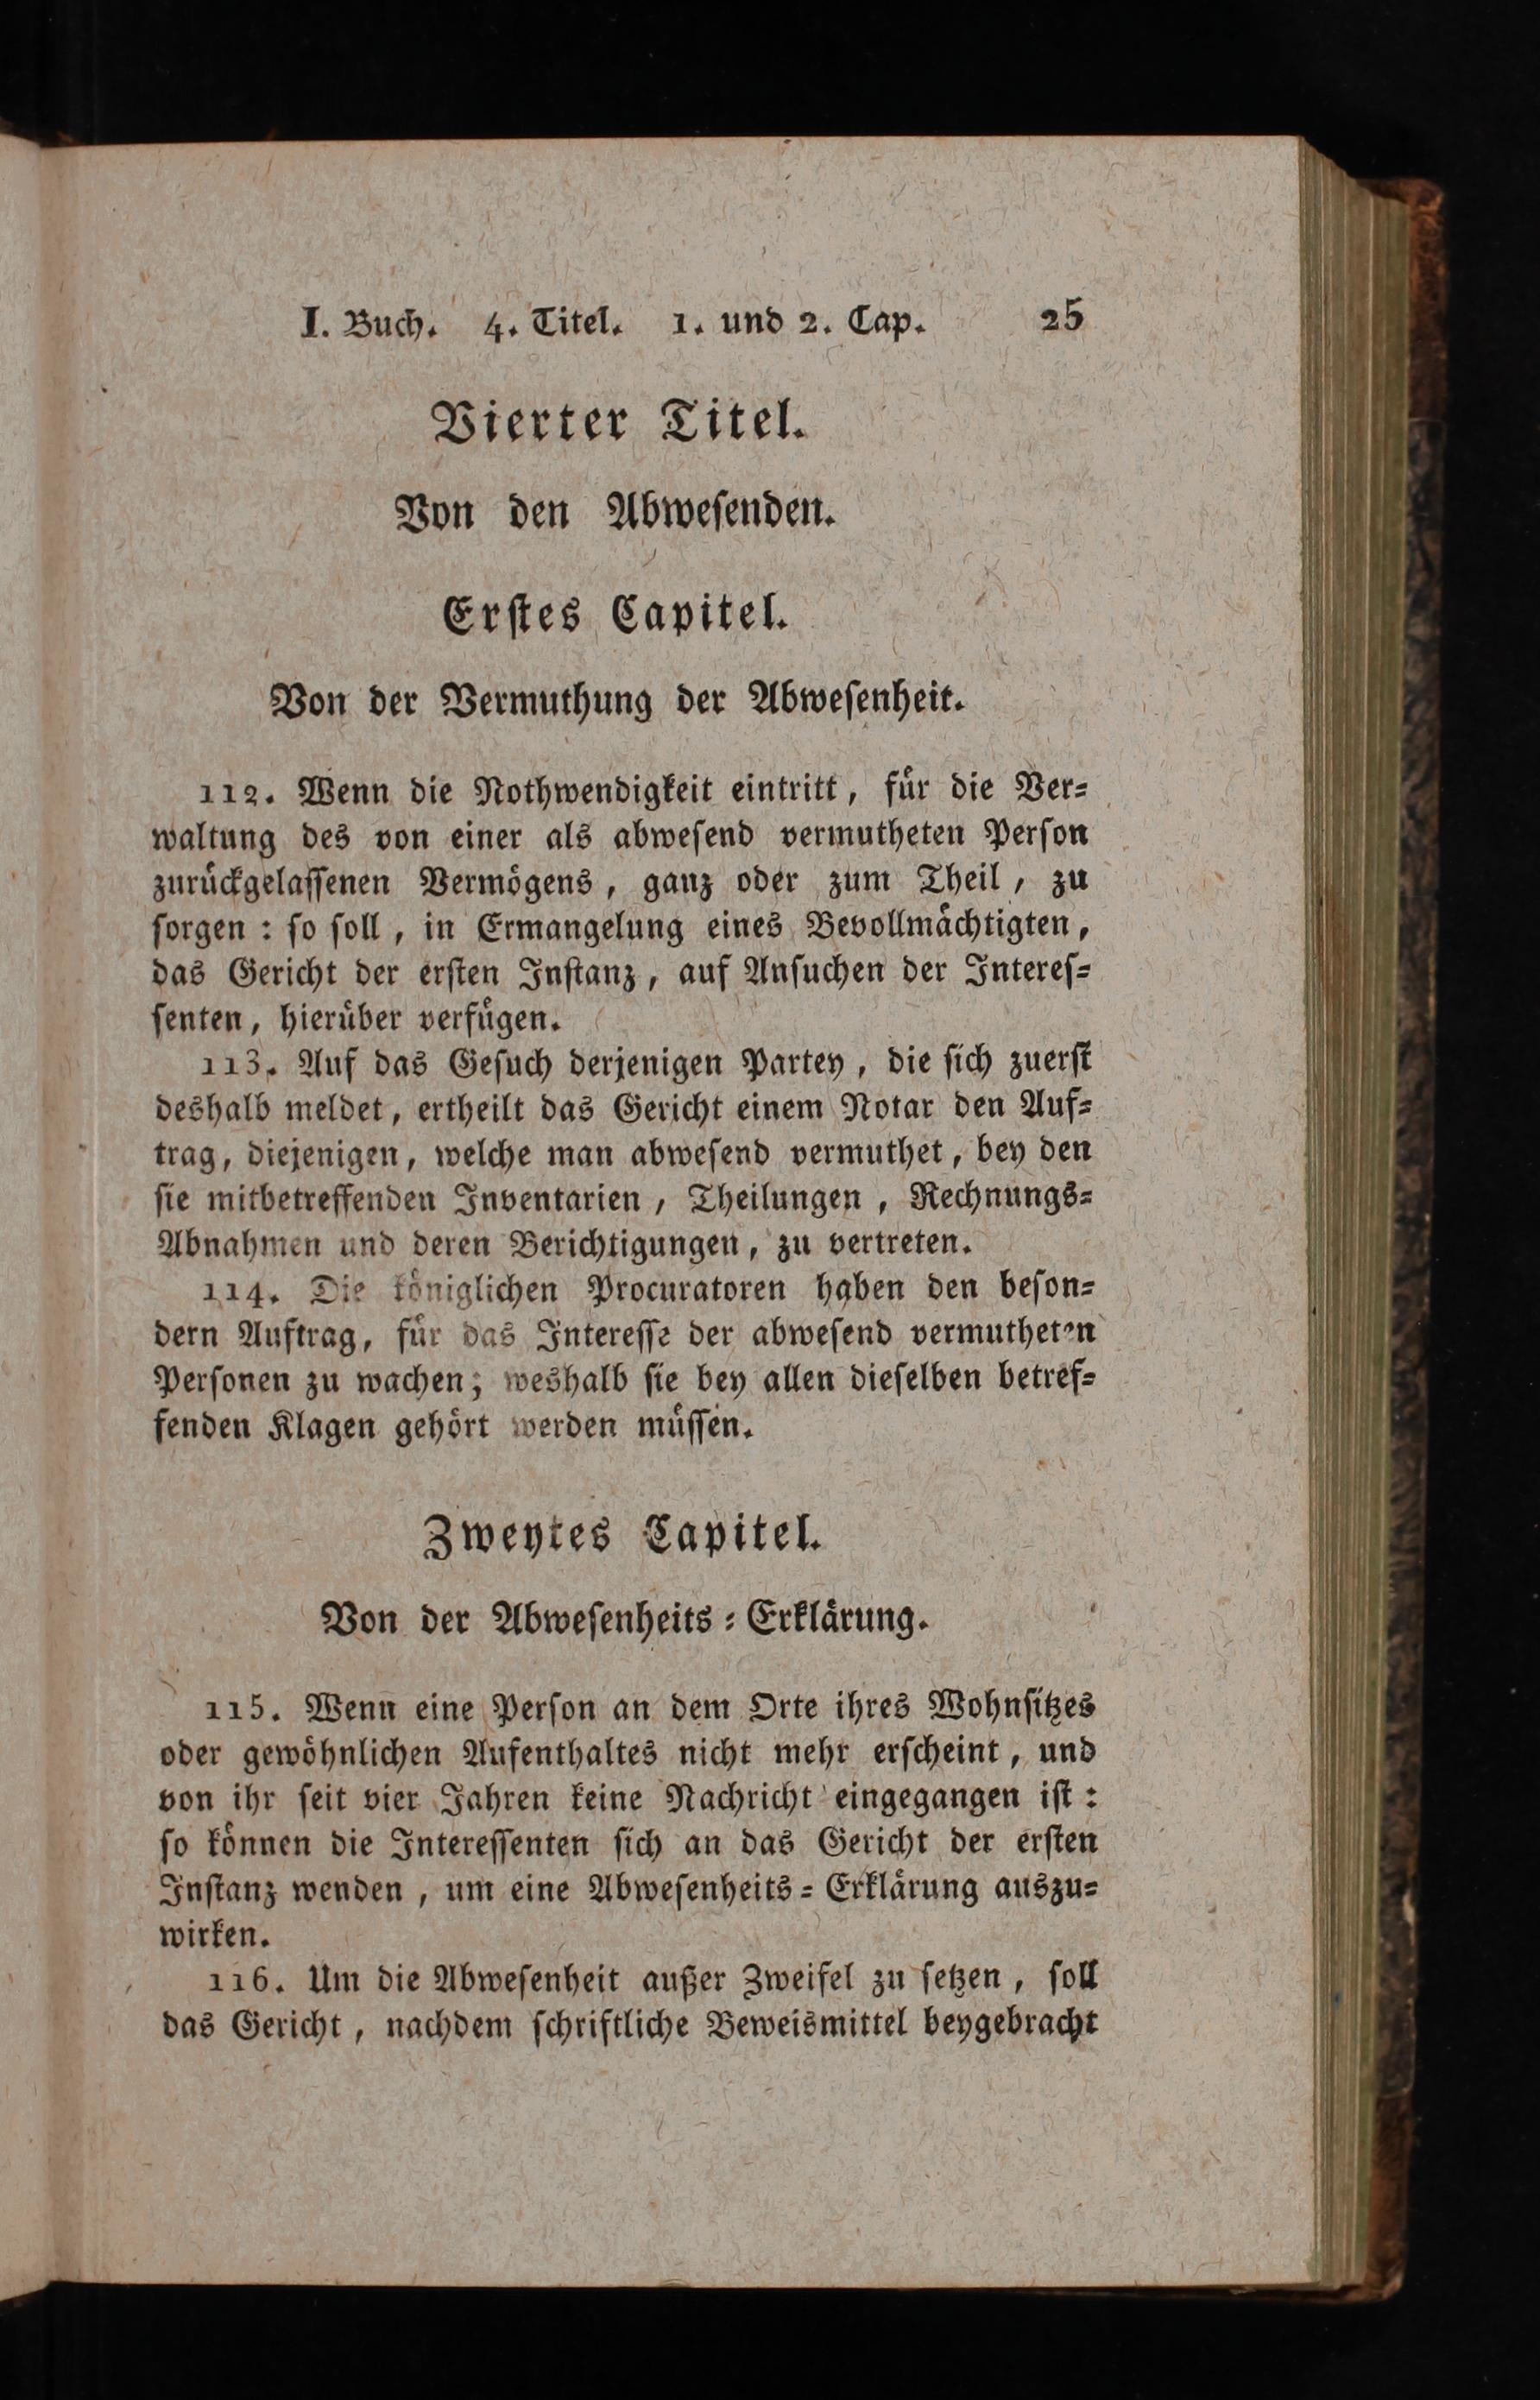 I. Buch. 4. Titel. 1. und 2. Cap. 25
Vierter Titel.
Von den Abweſenden.
Erſtes Capitel.
Von der Vermuthung der Abweſenheit.
112. Wenn die Nothwendigkeit eintritt, für die Ver⸗
waltung des von einer als abweſend vermutheten Perſon
zurückgelaſſenen Vermögens, ganz oder zum Theil, zu
ſorgen: ſo ſoll, in Ermangelung eines Bevollmächtigten,
das Gericht der erſten Inſtanz, auf Anſuchen der Intereſ⸗
ſenten, hierüber verfügen.
113. Auf das Geſuch derjenigen Partey, die ſich zuerſt
deshalb meldet, ertheilt das Gericht einem Notar den Auf⸗
trag, diejenigen, welche man abweſend vermuthet, bey den
ſie mitbetreffenden Inventarien, Theilungen, Rechnungs⸗
Abnahmen und deren Berichtigungen, zu vertreten.
114. Die königlichen Procuratoren haben den beſon⸗
dern Auftrag, für das Intereſſe der abweſend vermutheten
Perſonen zu wachen; weshalb ſie bey allen dieſelben betref⸗
fenden Klagen gehört werden müſſen.
Zweytes Capitel.
Von der Abweſenheits⸗Erklärung.
115. Wenn eine Perſon an dem Orte ihres Wohnſitzes
oder gewöhnlichen Aufenthaltes nicht mehr erſcheint, und
von ihr ſeit vier Jahren keine Nachricht eingegangen iſt:
ſo können die Intereſſenten ſich an das Gericht der erſten
Inſtanz wenden, um eine Abweſenheits⸗Erklärung auszu⸗
wirken.
116. Um die Abweſenheit außer Zweifel zu ſetzen, ſoll
das Gericht, nachdem ſchriftliche Beweismittel beygebracht